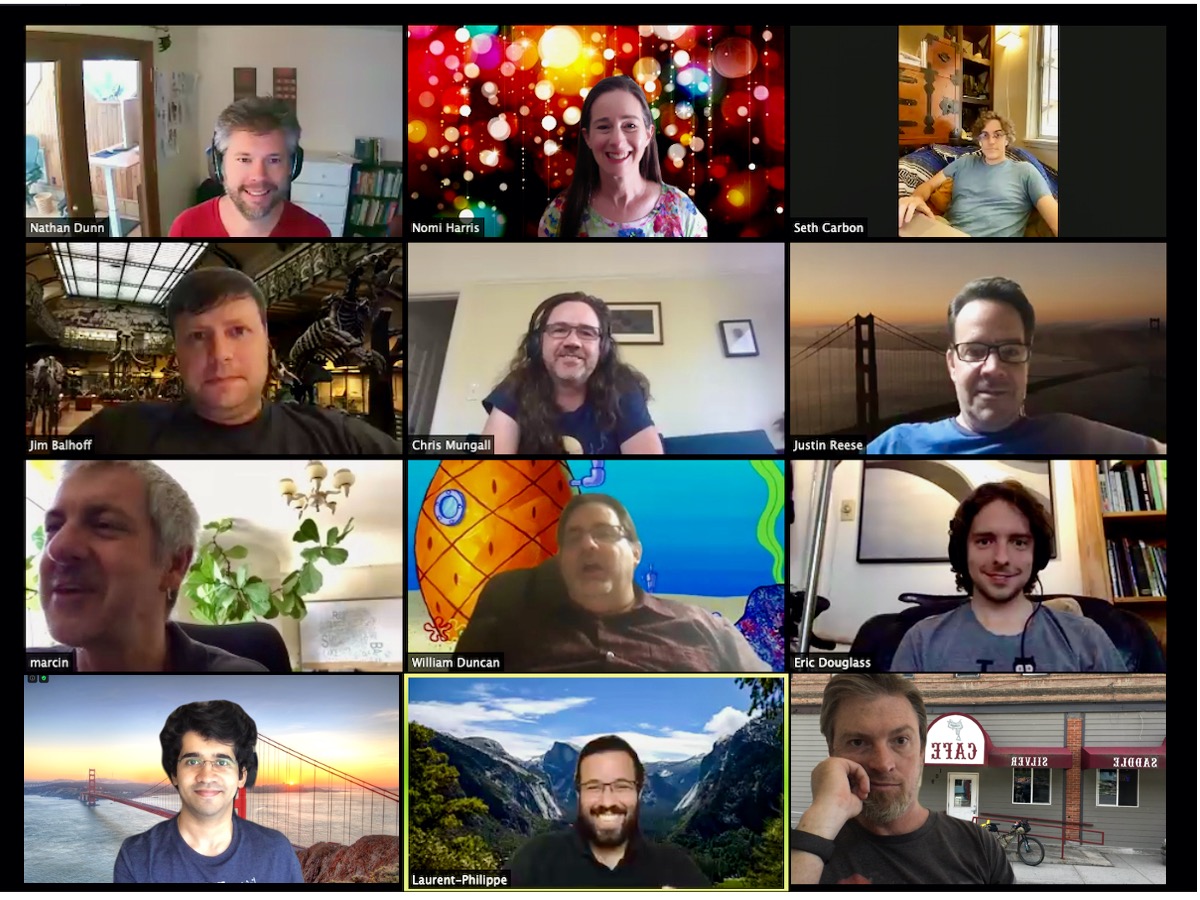 Nathan Dunn
Nomi Harris
Seth Carbon
Jim Balhoff
Chris Mungall
Justin Reese
marcin
William Duncan
Eric Douglass
Laurent-Philippe
CAFE
SILVER
SADDLE